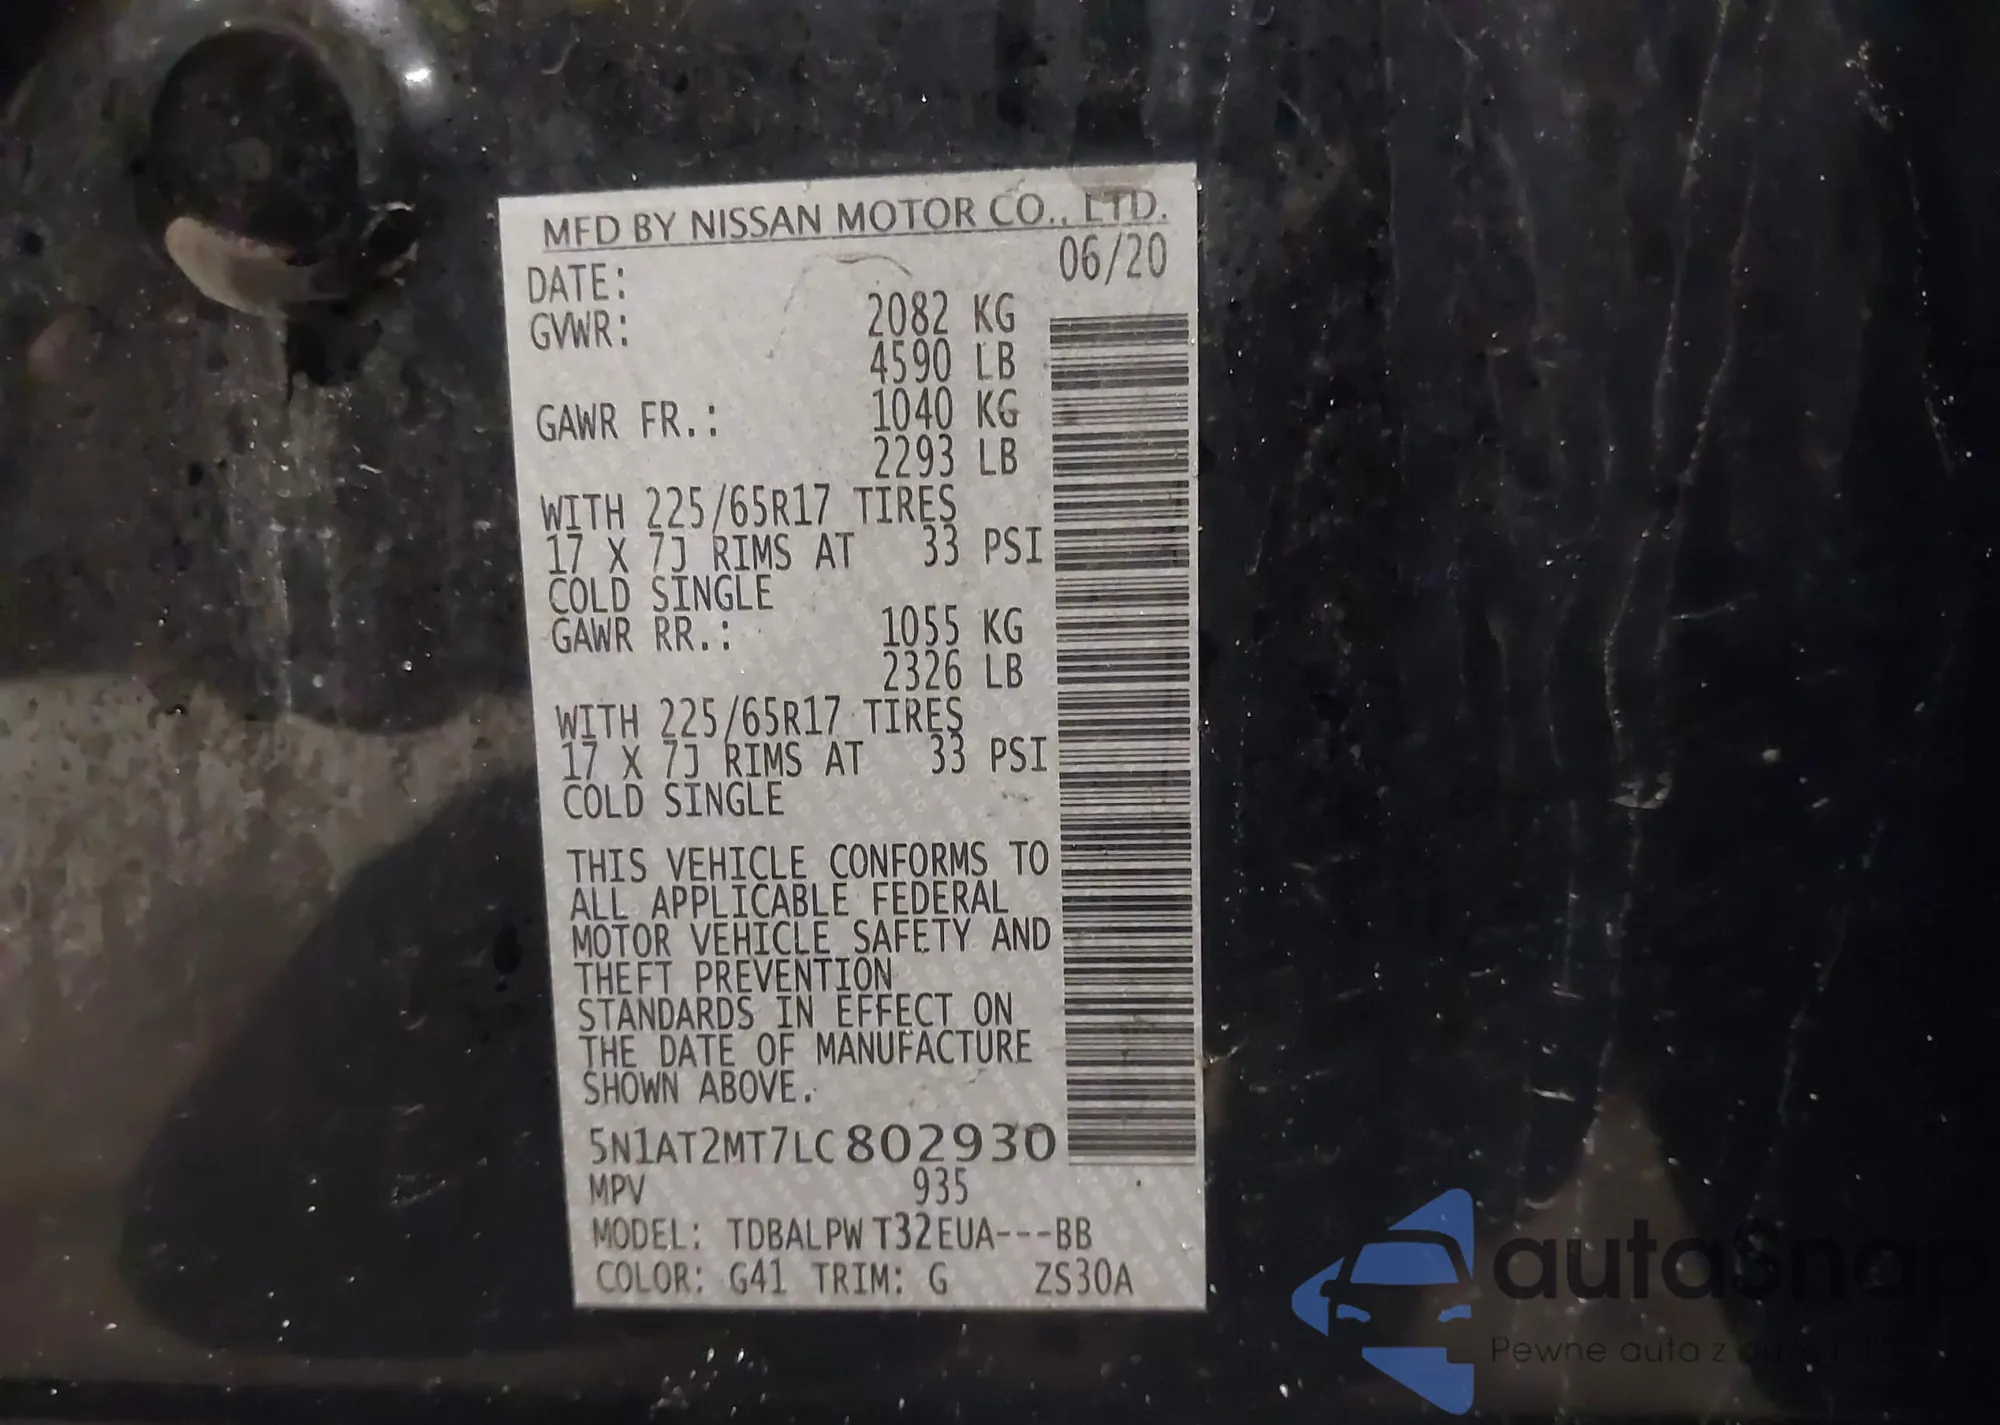 MFD BY NISSAN MOTOR CO., LTD.
DATE: 06/20
GVWR: 2082 KG
4590 LB
GAWR FR.: 1040 KG
2293 LB
WITH 225/65R17 TIRES
17 X 7J RIMS AT 33 PSI
COLD SINGLE
GAWR RR.: 1055 KG
2326 LB
WITH 225/65R17 TIRES
17 X 7J RIMS AT 33 PSI
COLD SINGLE
THIS VEHICLE CONFORMS TO
ALL APPLICABLE FEDERAL
MOTOR VEHICLE SAFETY AND
THEFT PREVENTION
STANDARDS IN EFFECT ON
THE DATE OF MANUFACTURE
SHOWN ABOVE.
5N1AT2MT7LC802930
MPV 935
MODEL: TDBALPW T32EUA---BB
COLOR: G41 TRIM: G ZS30A
autaSnap
Pewne auta z